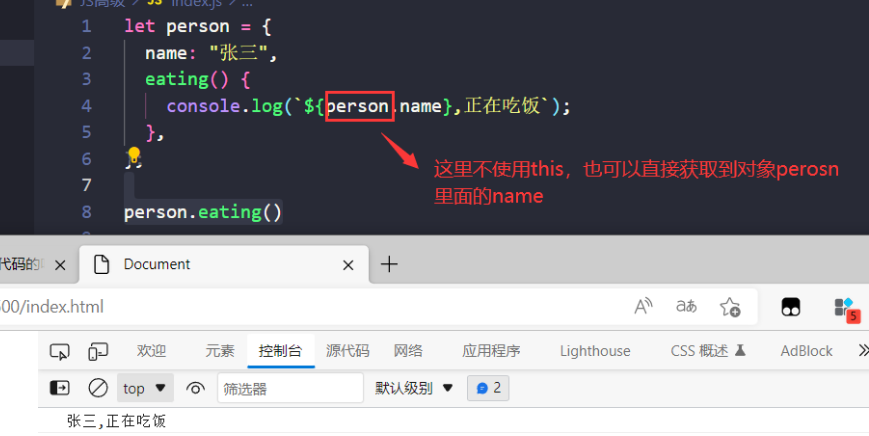 JS高级 > JS index.js > ...
1 let person = {
2 name: "张三",
3 eating() {
4 console.log(`${person.name},正在吃饭`);
5 },
6 };
7
8 person.eating()
这里不使用this，也可以直接获取到对象perosn
里面的name
Document
00/index.html
aあ
5
欢迎 元素 控制台 源代码 网络 应用程序 Lighthouse CSS 概述 AdBlock
top 筛选器 默认级别 2
张三,正在吃饭